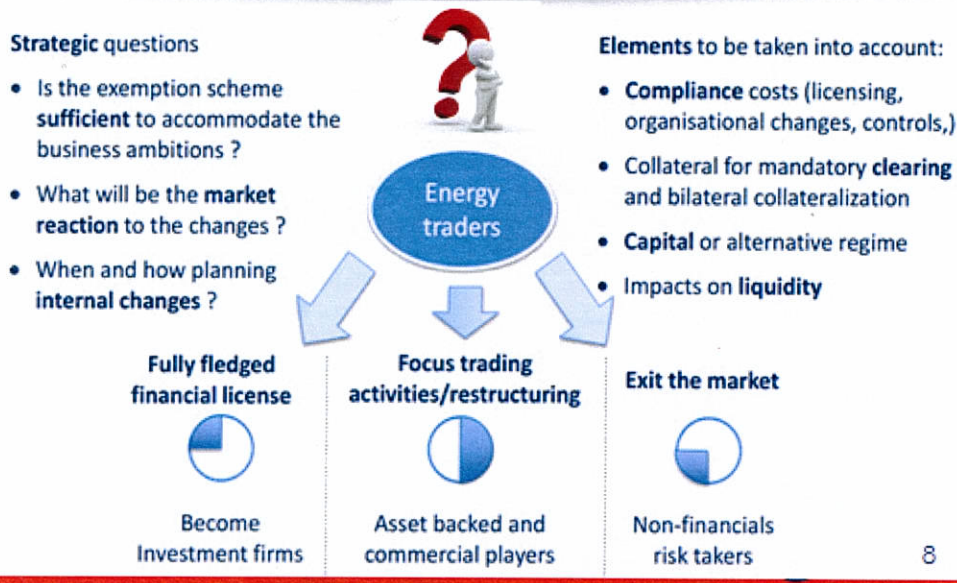 Strategic questions
• Is the exemption scheme
sufficient to accommodate the
business ambitions ?
• What will be the market
reaction to the changes ?
• When and how planning
internal changes ?
Energy
traders
Elements to be taken into account:
• Compliance costs (licensing,
organisational changes, controls,)
• Collateral for mandatory clearing
and bilateral collateralization
• Capital or alternative regime
• Impacts on liquidity
Fully fledged
financial license
Become
Investment firms
Focus trading
activities/restructuring
Asset backed and
commercial players
Exit the market
Non-financials
risk takers
8